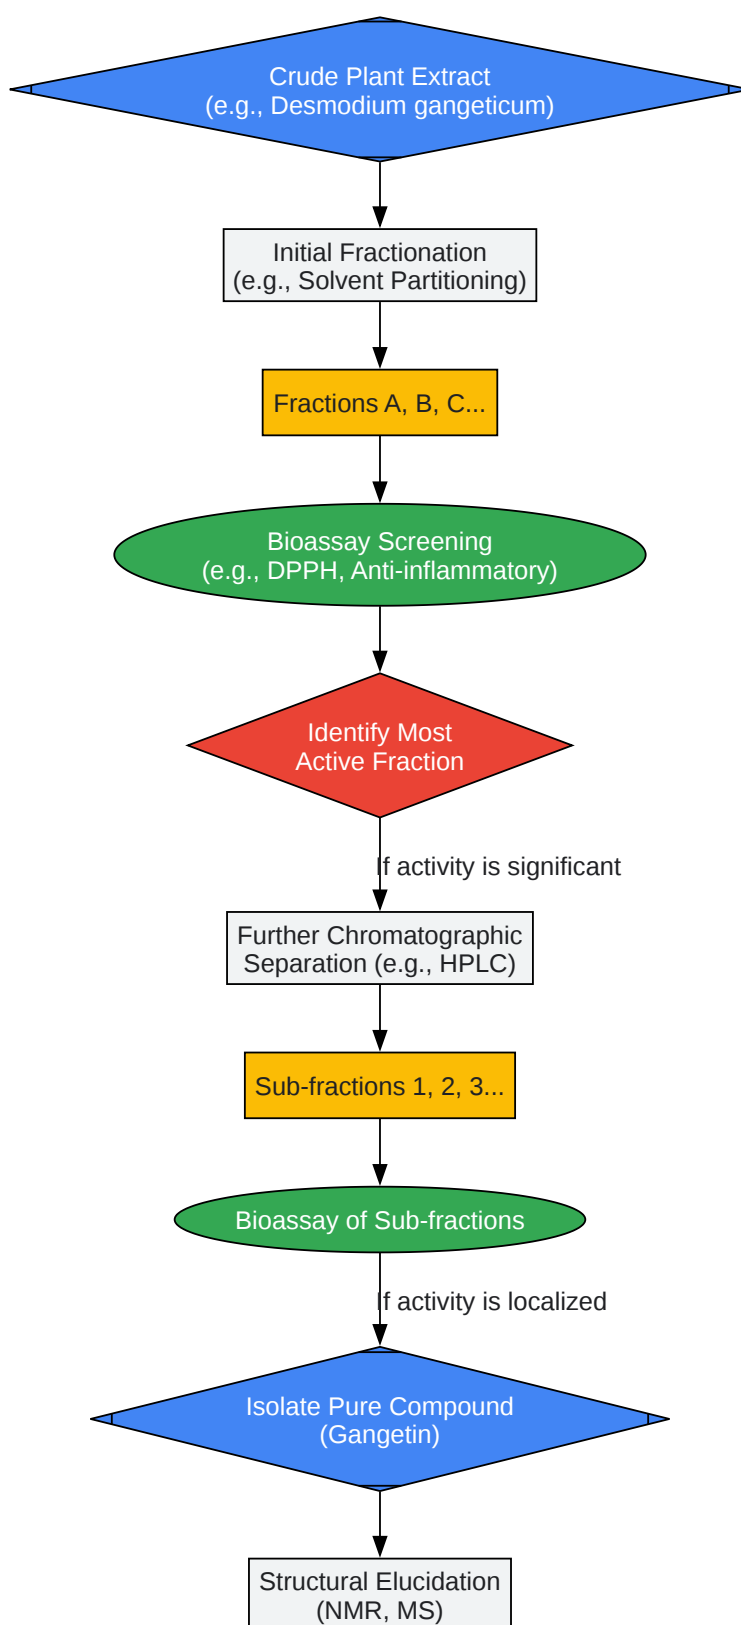 Crude Plant Extract
(e.g., Desmodium gangeticum)
Initial Fractionation
(e.g., Solvent Partitioning)
Fractions A, B, C...
Bioassay Screening
(e.g., DPPH, Anti-inflammatory)
Identify Most
Active Fraction
If activity is significant
Further Chromatographic
Separation (e.g., HPLC)
Sub-fractions 1, 2, 3...
Bioassay of Sub-fractions
If activity is localized
Isolate Pure Compound
(Gangetin)
Structural Elucidation
(NMR, MS)